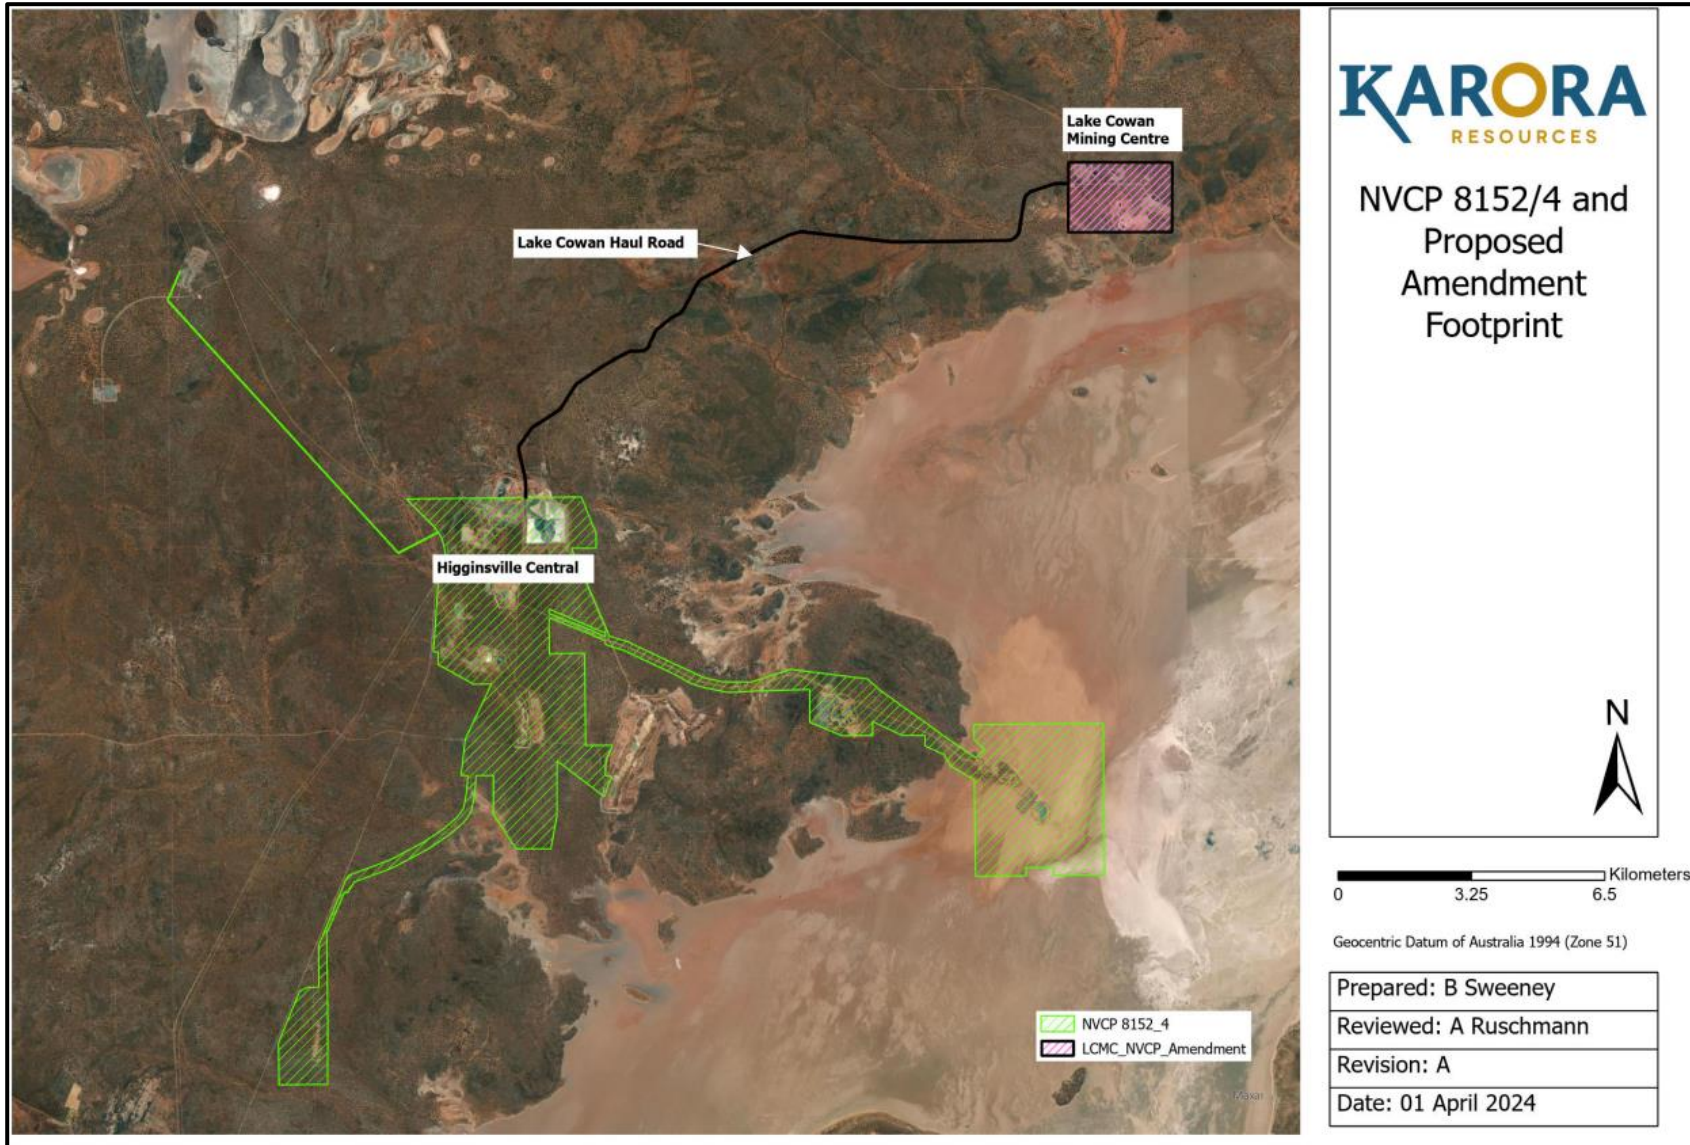 Lake Cowan
Mining Centre
Lake Cowan Haul Road
Higginsville Central
NVCP 8152_4
LCMC_NVCP_Amendment
Maxar
KARORA
RESOURCES
NVCP 8152/4 and
Proposed
Amendment
Footprint
N
Kilometers
0 3.25 6.5
Geocentric Datum of Australia 1994 (Zone 51)
Prepared: B Sweeney
Reviewed: A Ruschmann
Revision: A
Date: 01 April 2024